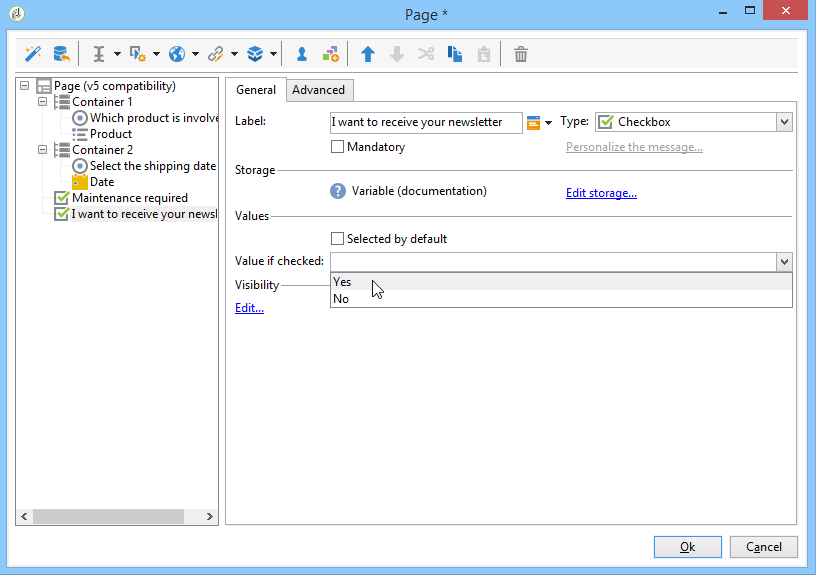 Page *
Page (v5 compatibility)
Container 1
Which product is involve
Product
Container 2
Select the shipping date
Date
Maintenance required
I want to receive your newsl
General
Advanced
Label:
I want to receive your newsletter
Type:
Checkbox
Mandatory
Personalize the message...
Storage
? Variable (documentation)
Edit storage...
Values
Selected by default
Value if checked:
Yes
No
Visibility
Edit...
Ok
Cancel